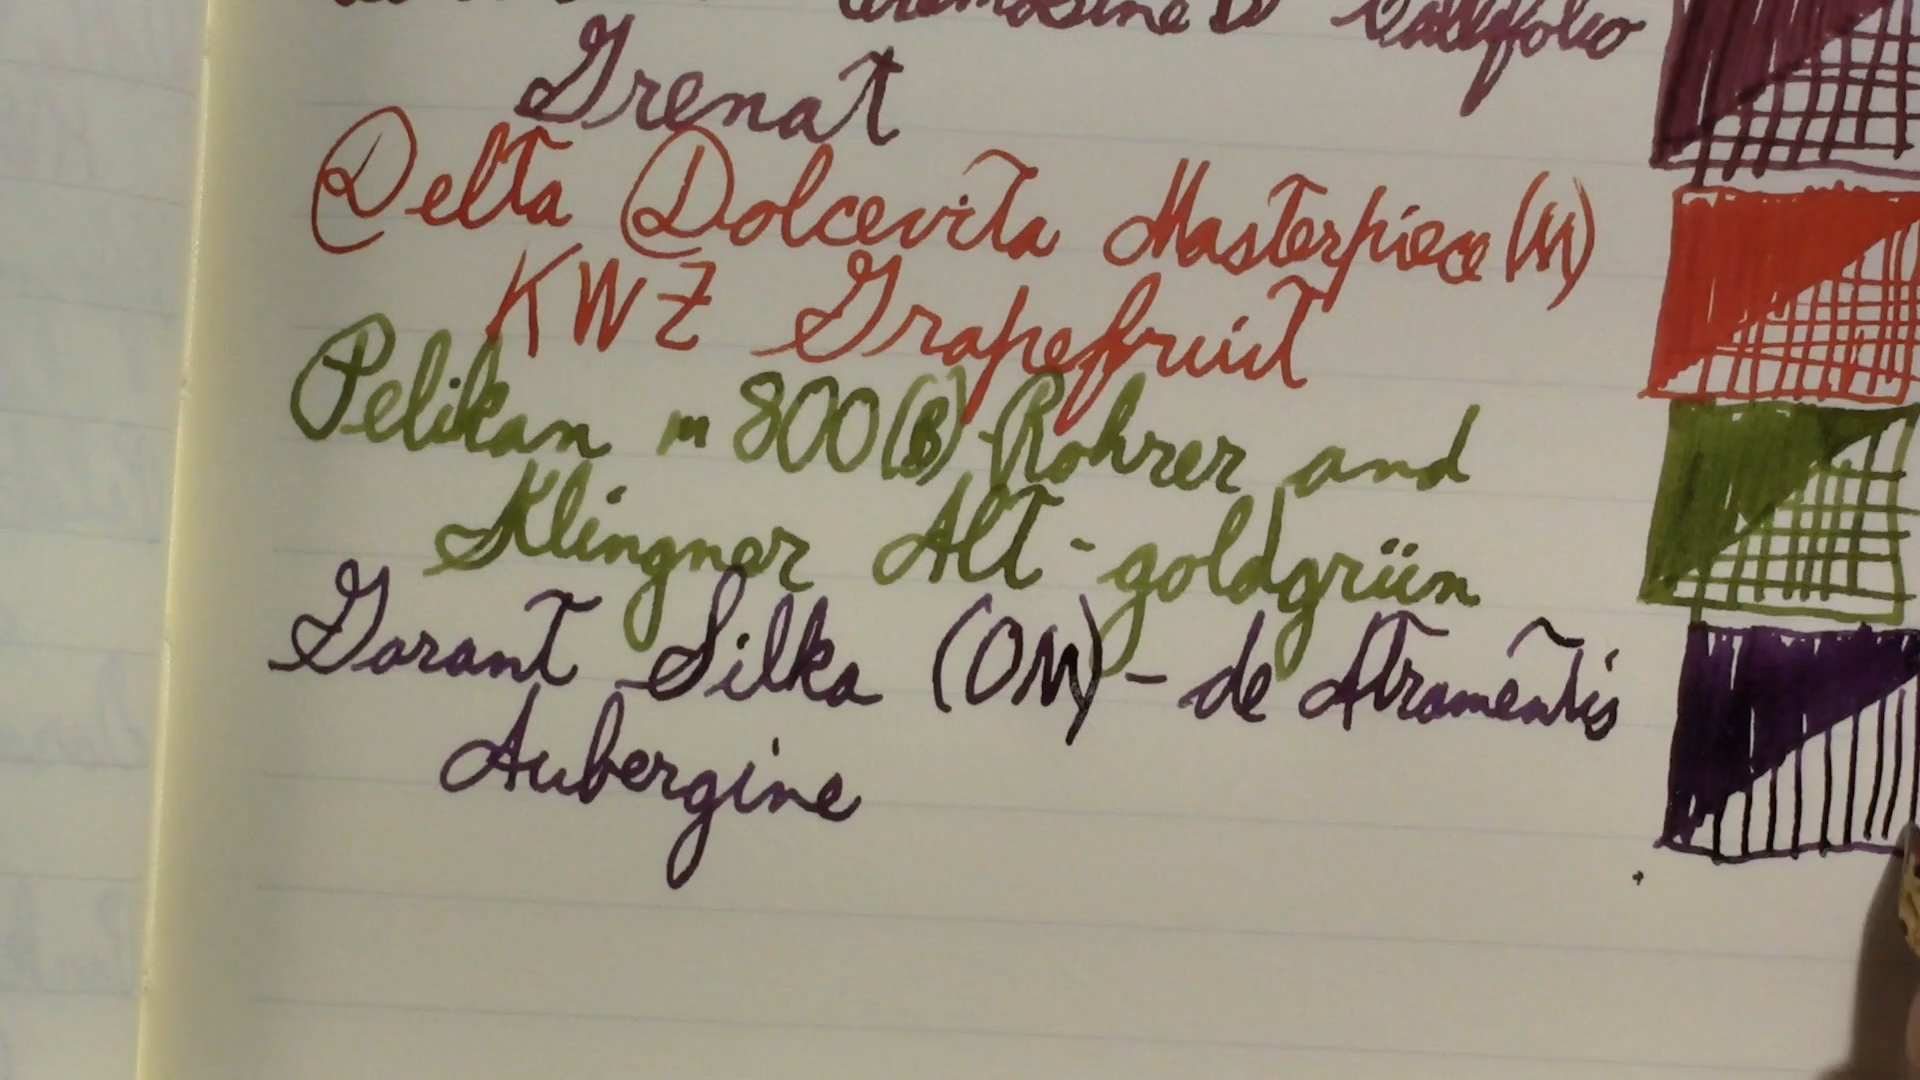 Callifolio
Grenat
Delta Dolcevita Masterpiece (M)
KWZ Grapefruit
Pelikan m800 (B) - Rohrer and
Klingner Alt-goldgrün
Garant Silka (OM) - de Atramentis
Aubergine